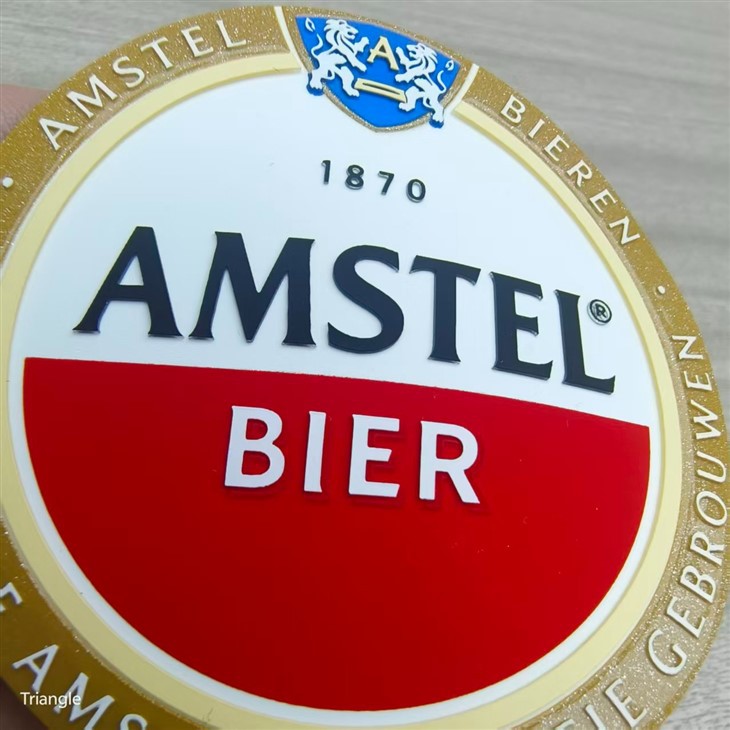 AMSTEL
BIEREN
A
1870
AMSTEL®
BIER
GEBROUWEN
Triangle